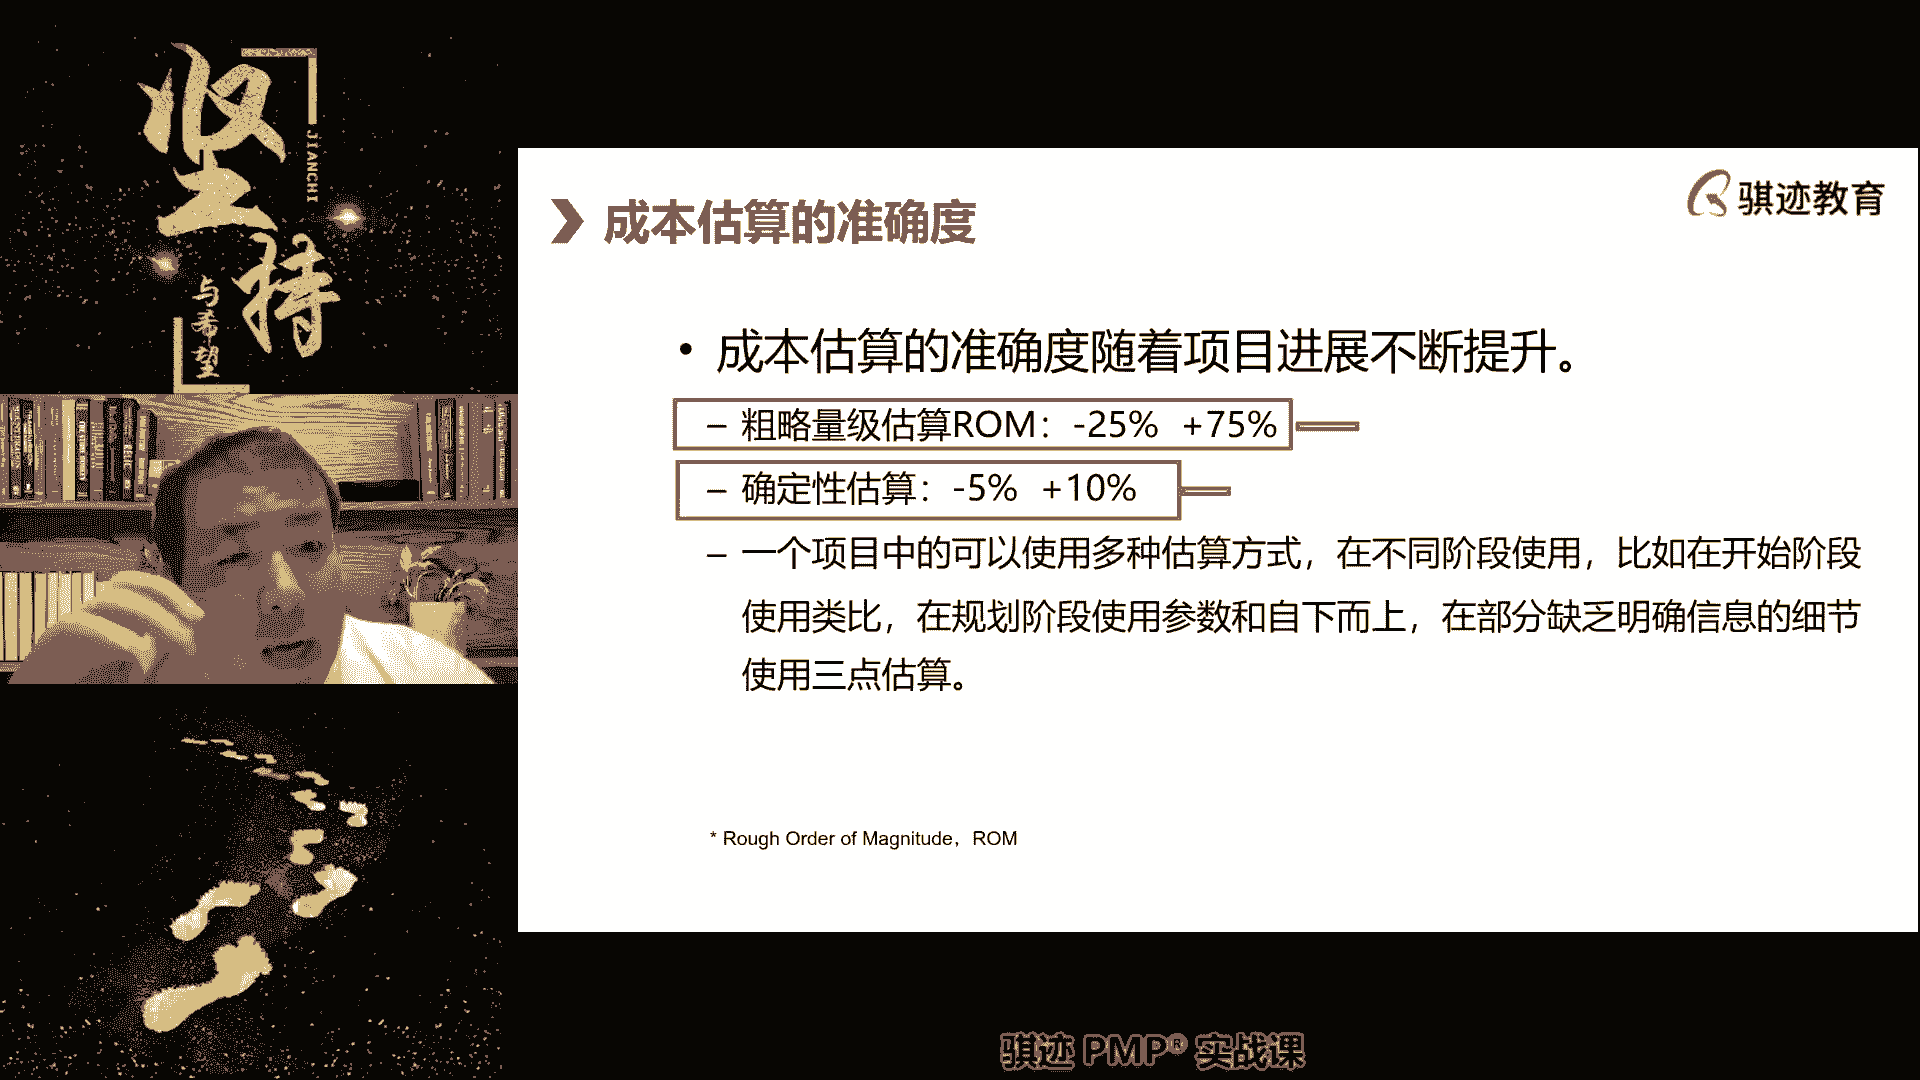 坚持
JIANCHI
与希望
骐迹教育
成本估算的准确度
• 成本估算的准确度随着项目进展不断提升。
– 粗略量级估算ROM：-25% +75%
– 确定性估算：-5% +10%
– 一个项目中的可以使用多种估算方式，在不同阶段使用，比如在开始阶段
使用类比，在规划阶段使用参数和自下而上，在部分缺乏明确信息的细节
使用三点估算。
* Rough Order of Magnitude，ROM
骐迹 PMP® 实战课